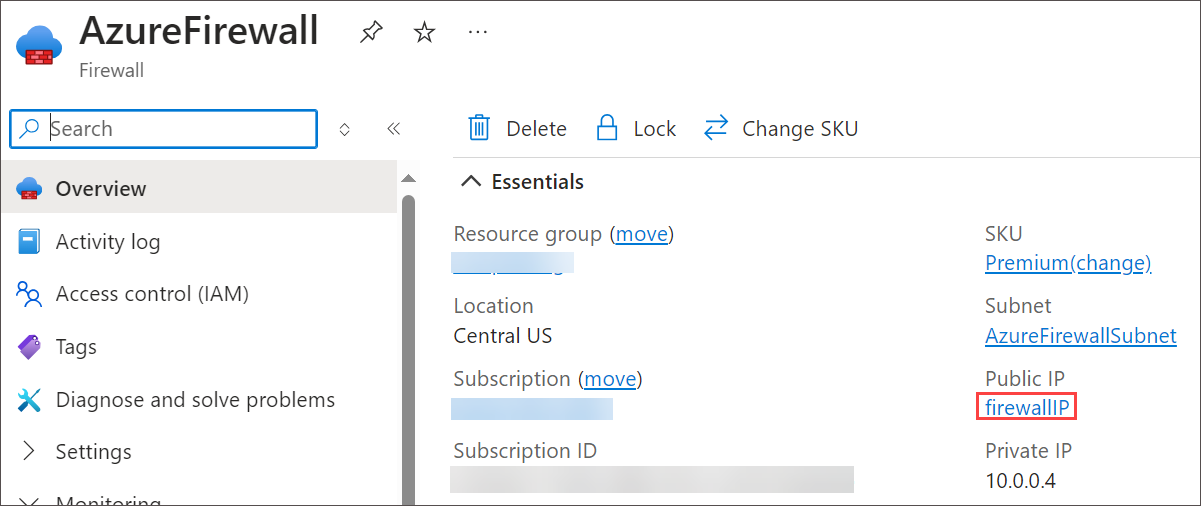 AzureFirewall
...
Firewall
Search
Delete
Lock
Change SKU
Overview
Activity log
Access control (IAM)
Tags
Diagnose and solve problems
Settings
Monitoring
Essentials
Resource group (move)
Location
Central US
Subscription (move)
Subscription ID
SKU
Premium(change)
Subnet
AzureFirewallSubnet
Public IP
firewallIP
Private IP
10.0.0.4